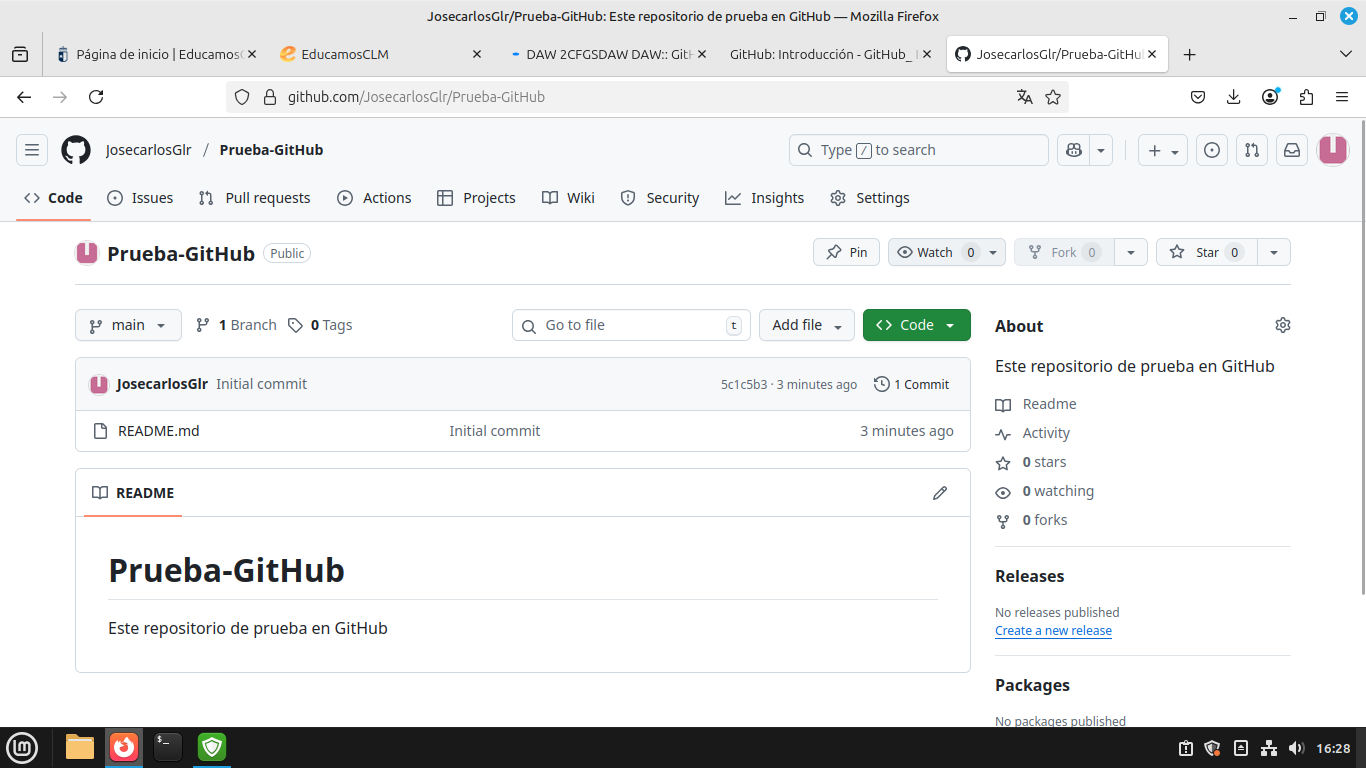 JosecarlosGlr/Prueba-GitHub: Este repositorio de prueba en GitHub — Mozilla Firefox
Página de inicio | Educamos
EducamosCLM
DAW 2CFGSDAW DAW:: GitH
GitHub: Introducción - GitHub_
JosecarlosGlr/Prueba-GitHu
github.com/JosecarlosGlr/Prueba-GitHub
JosecarlosGlr / Prueba-GitHub
Type / to search
Code Issues Pull requests Actions Projects Wiki Security Insights Settings
Prueba-GitHub Public
Pin Watch 0 Fork 0 Star 0
main 1 Branch 0 Tags
Go to file t Add file Code
JosecarlosGlr Initial commit 5c1c5b3 · 3 minutes ago 1 Commit
README.md Initial commit 3 minutes ago
README
Prueba-GitHub
Este repositorio de prueba en GitHub
About
Este repositorio de prueba en GitHub
Readme
Activity
0 stars
0 watching
0 forks
Releases
No releases published
Create a new release
Packages
No packages published
16:28